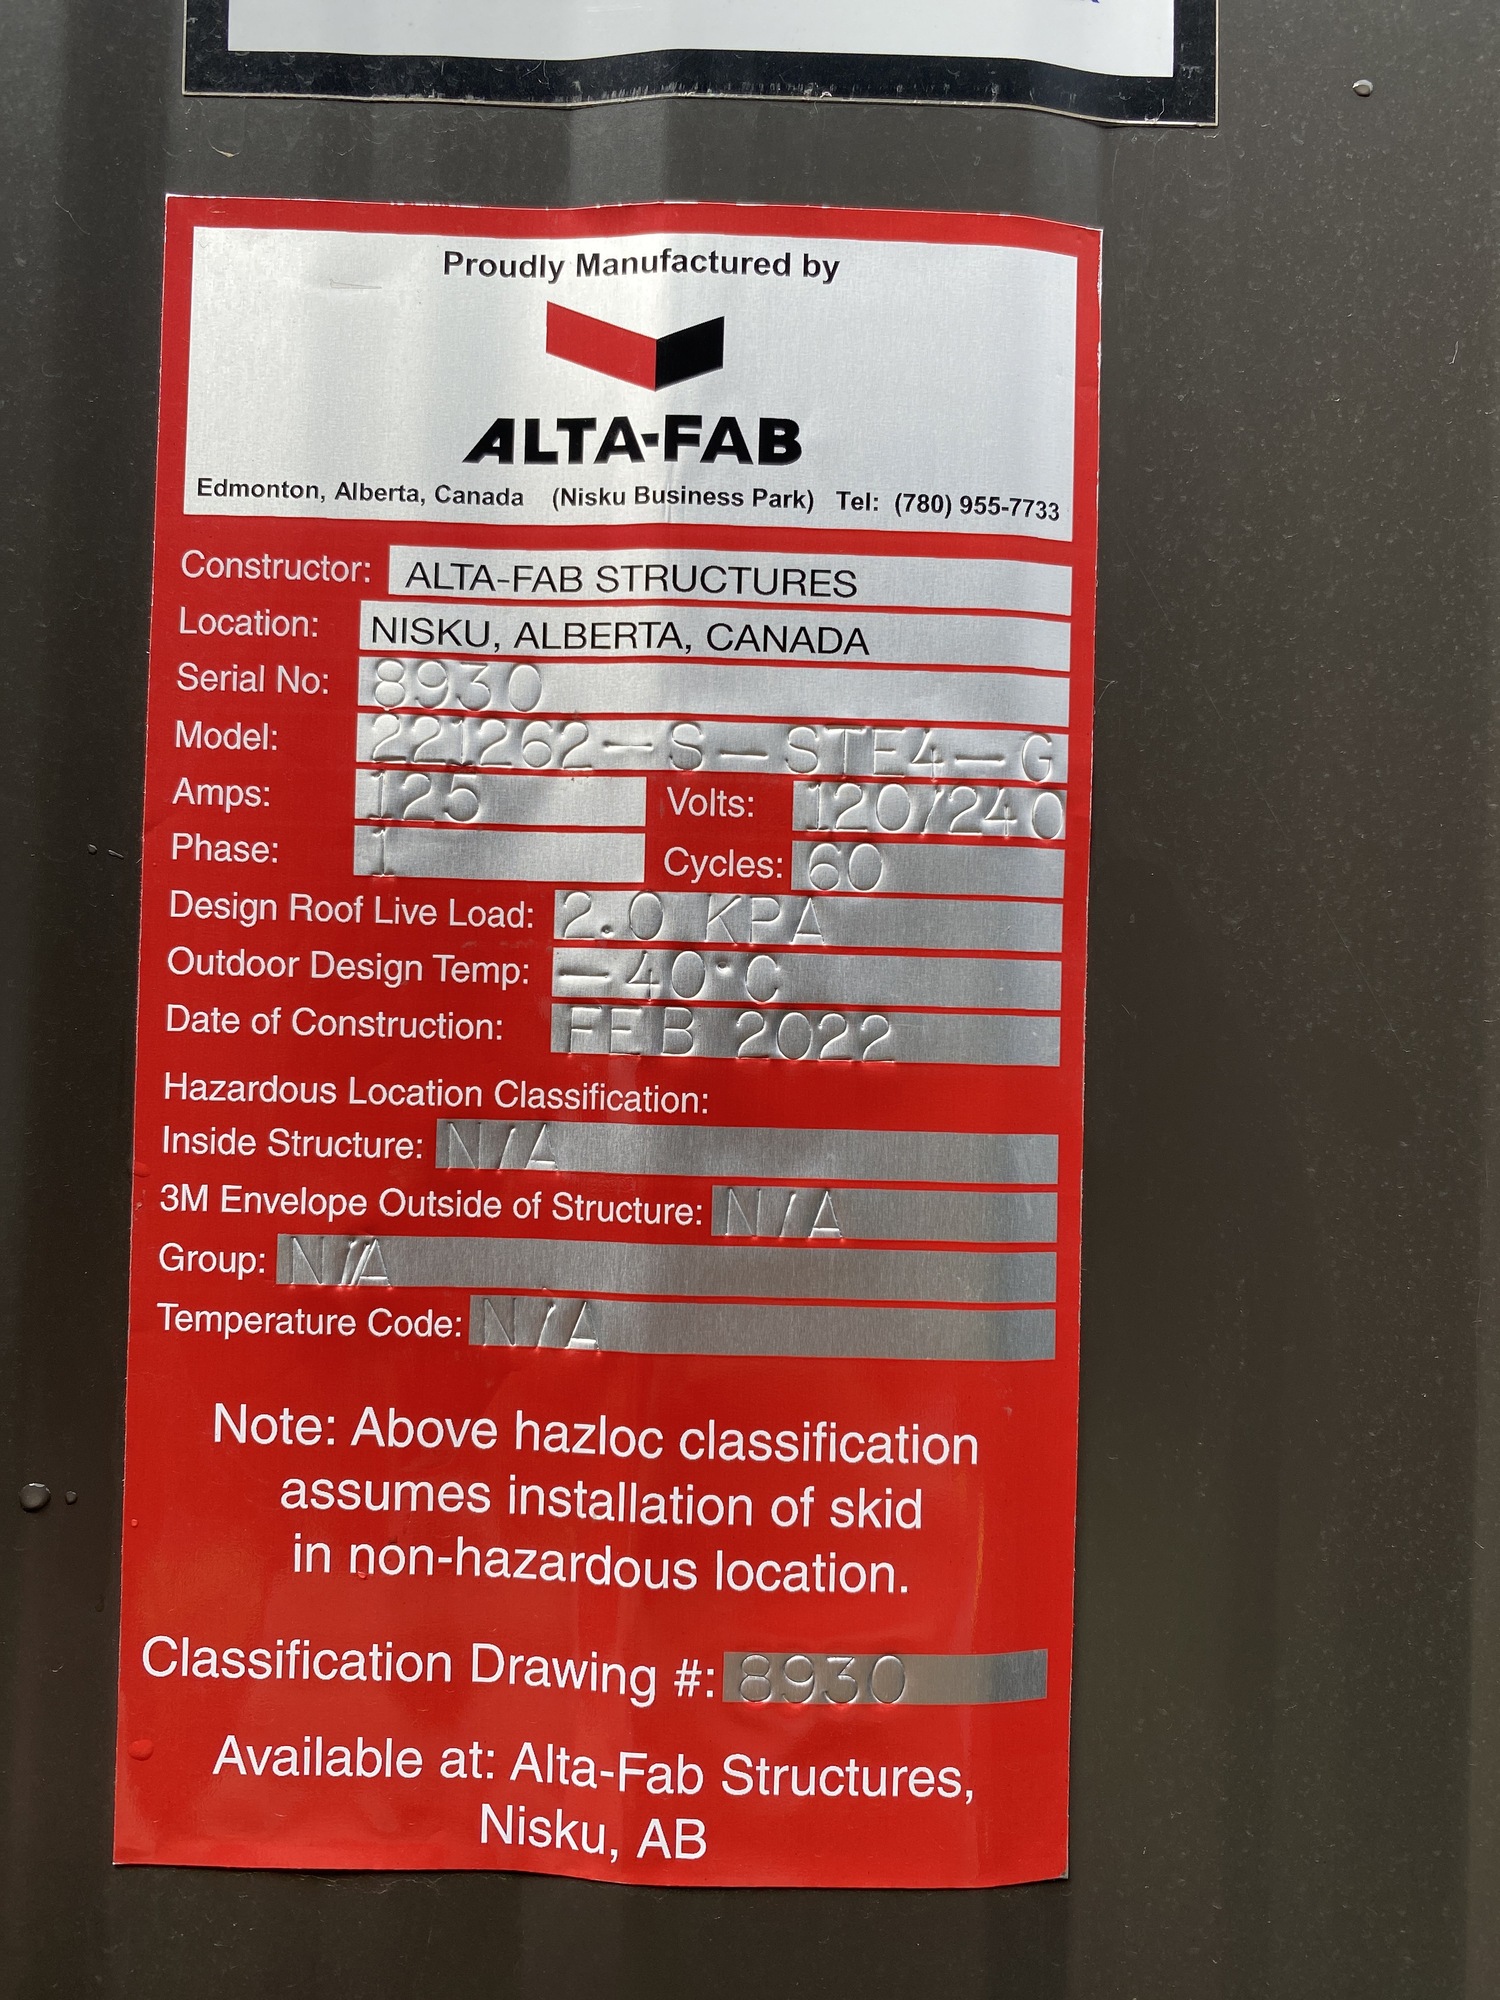 Proudly Manufactured by
ALTA-FAB
Edmonton, Alberta, Canada (Nisku Business Park) Tel: (780) 955-7733
Constructor: ALTA-FAB STRUCTURES
Location: NISKU, ALBERTA, CANADA
Serial No: 8930
Model: 221262-S-STE4-G
Amps: 125 Volts: 120/240
Phase: 1 Cycles: 60
Design Roof Live Load: 2.0 KPA
Outdoor Design Temp: -40°C
Date of Construction: FEB 2022
Hazardous Location Classification:
Inside Structure: N/A
3M Envelope Outside of Structure: N/A
Group: N/A
Temperature Code: N/A
Note: Above hazloc classification
assumes installation of skid
in non-hazardous location.
Classification Drawing #: 8930
Available at: Alta-Fab Structures,
Nisku, AB